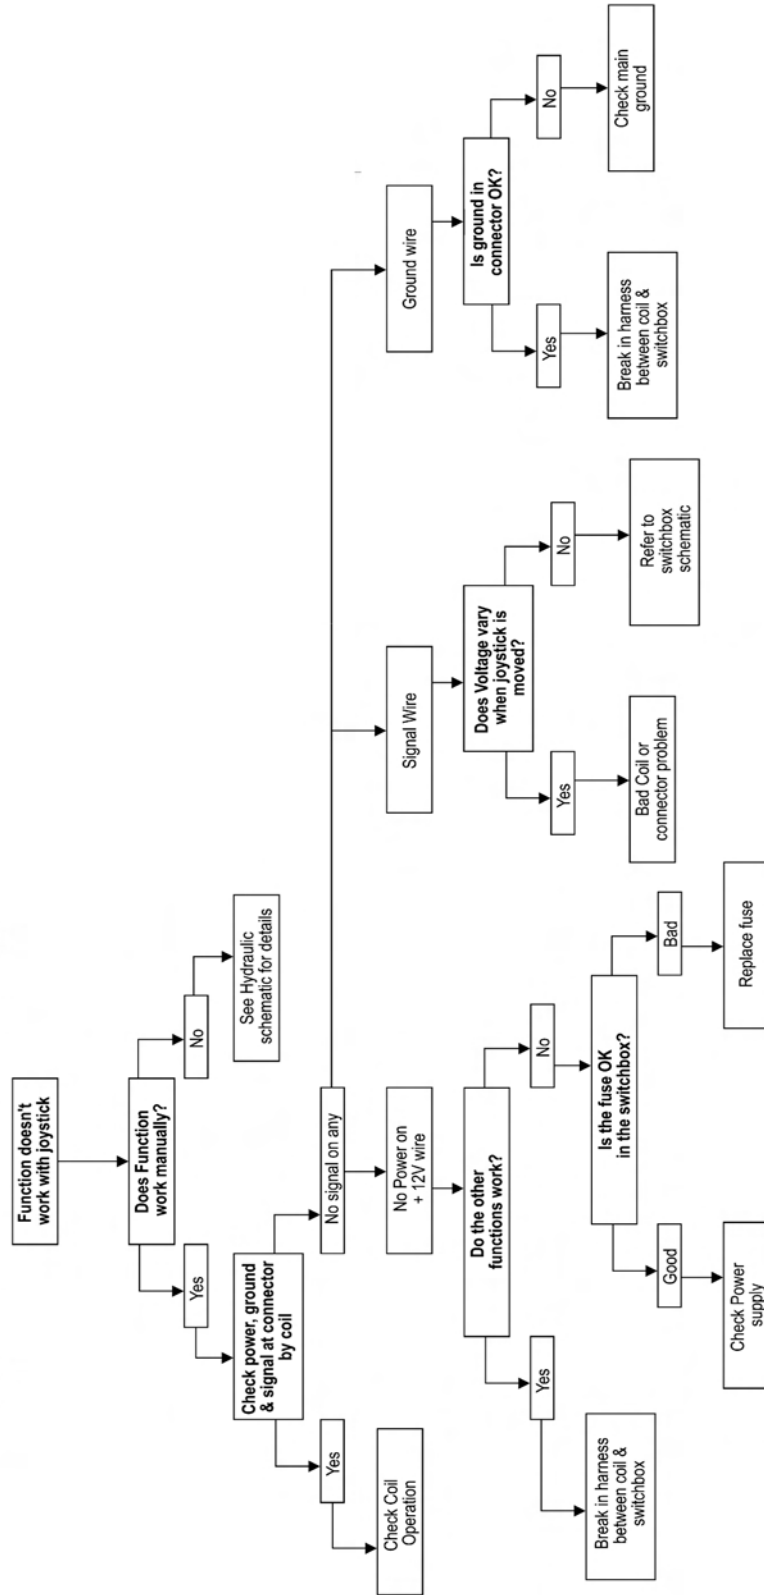 Function doesn't
work with joystick
Does Function
work manually?
Yes
No
See Hydraulic
schematic for details
Check power, ground
& signal at connector
by coil
Yes
No signal on any
Check Coil
Operation
No Power on
+ 12V wire
Signal Wire
Ground wire
Do the other
functions work?
Does Voltage vary
when joystick is
moved?
Is ground in
connector OK?
Yes
No
Yes
No
Yes
No
Break in harness
between coil &
switchbox
Is the fuse OK
in the switchbox?
Bad Coil or
connector problem
Refer to
switchbox
schematic
Break in harness
between coil &
switchbox
Check main
ground
Good
Bad
Check Power
supply
Replace fuse